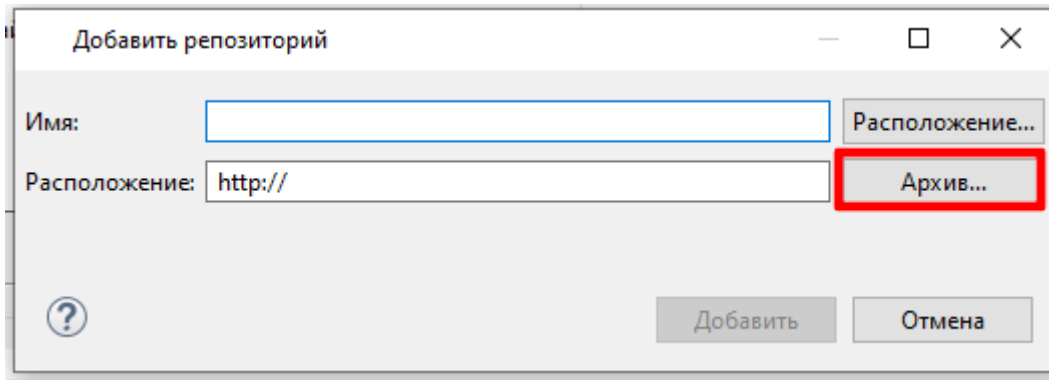 Добавить репозиторий
Имя:
Расположение...
Расположение: http://
Архив...
?
Добавить
Отмена